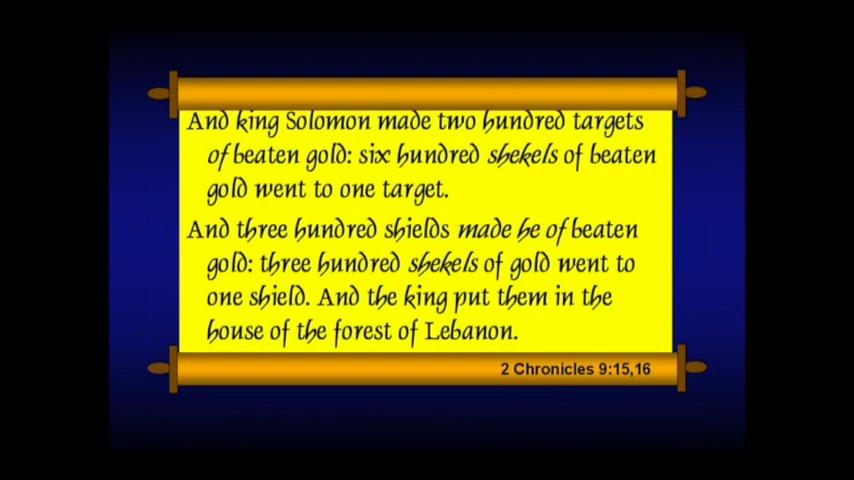 And king Solomon made two hundred targets
of beaten gold: six hundred shekels of beaten
gold went to one target.
And three hundred shields made he of beaten
gold: three hundred shekels of gold went to
one shield. And the king put them in the
house of the forest of Lebanon.
2 Chronicles 9:15,16